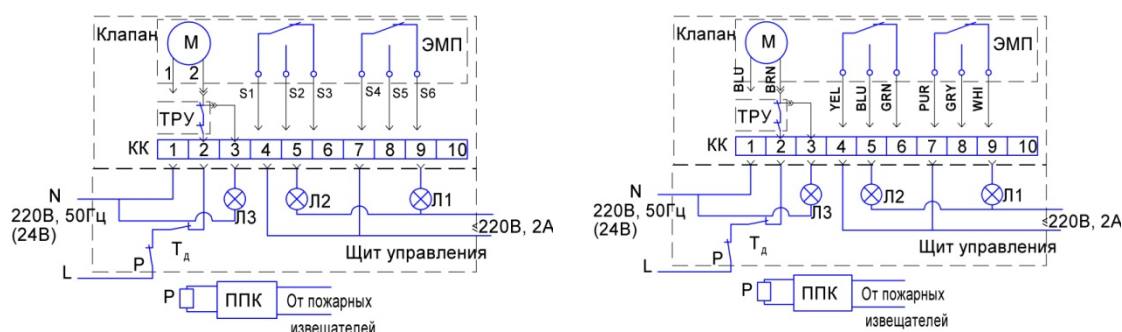 Клапан
М
ЭМП
1 2
S1 S2 S3 S4 S5 S6
ТРУ
КК 1 2 3 4 5 6 7 8 9 10
N
220В, 50Гц
(24В)
Л3 Л2 Л1
≤220В, 2А
Tд
Щит управления
P
L
P ППК От пожарных
извещателей
Клапан
М
ЭМП
BLU BRN YEL BLU GRN PUR GRY WHI
ТРУ
КК 1 2 3 4 5 6 7 8 9 10
N
220В, 50Гц
(24В)
Л3 Л2 Л1
≤220В, 2А
Tд
Щит управления
P
L
P ППК От пожарных
извещателей